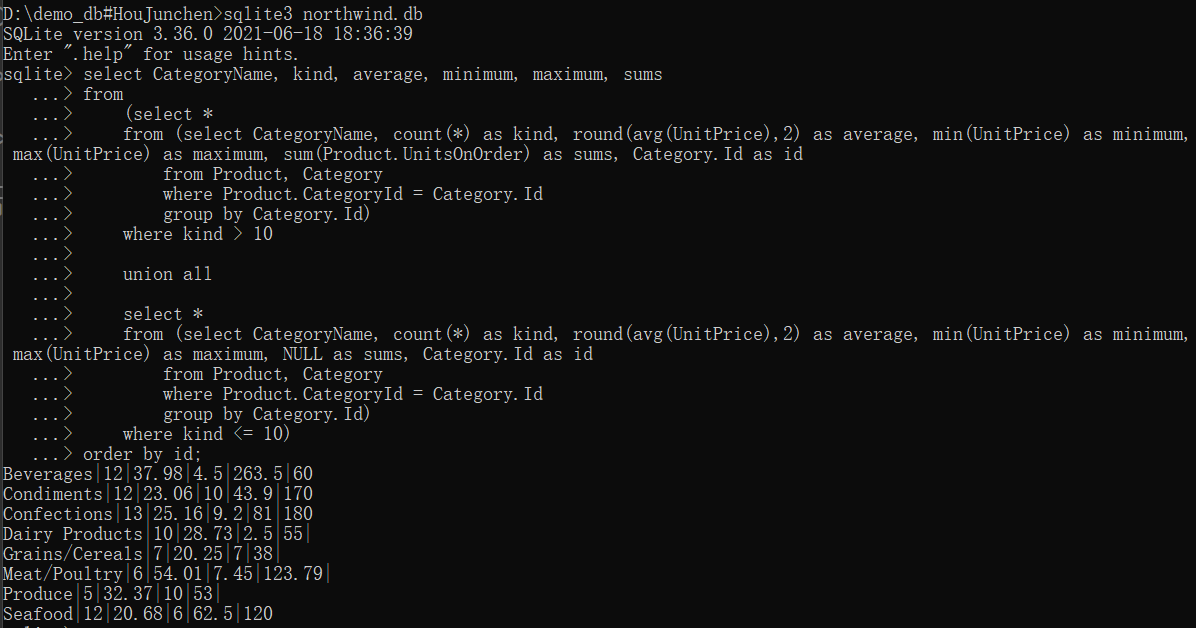 D:\demo_db#HouJunchen>sqlite3 northwind.db
SQLite version 3.36.0 2021-06-18 18:36:39
Enter ".help" for usage hints.
sqlite> select CategoryName, kind, average, minimum, maximum, sums
   ...> from
   ...>     (select *
   ...>     from (select CategoryName, count(*) as kind, round(avg(UnitPrice),2) as average, min(UnitPrice) as minimum,
 max(UnitPrice) as maximum, sum(Product.UnitsOnOrder) as sums, Category.Id as id
   ...>         from Product, Category
   ...>         where Product.CategoryId = Category.Id
   ...>         group by Category.Id)
   ...>     where kind > 10
   ...>
   ...>     union all
   ...>
   ...>     select *
   ...>     from (select CategoryName, count(*) as kind, round(avg(UnitPrice),2) as average, min(UnitPrice) as minimum,
 max(UnitPrice) as maximum, NULL as sums, Category.Id as id
   ...>         from Product, Category
   ...>         where Product.CategoryId = Category.Id
   ...>         group by Category.Id)
   ...>     where kind <= 10)
   ...> order by id;
Beverages|12|37.98|4.5|263.5|60
Condiments|12|23.06|10|43.9|170
Confections|13|25.16|9.2|81|180
Dairy Products|10|28.73|2.5|55|
Grains/Cereals|7|20.25|7|38|
Meat/Poultry|6|54.01|7.45|123.79|
Produce|5|32.37|10|53|
Seafood|12|20.68|6|62.5|120